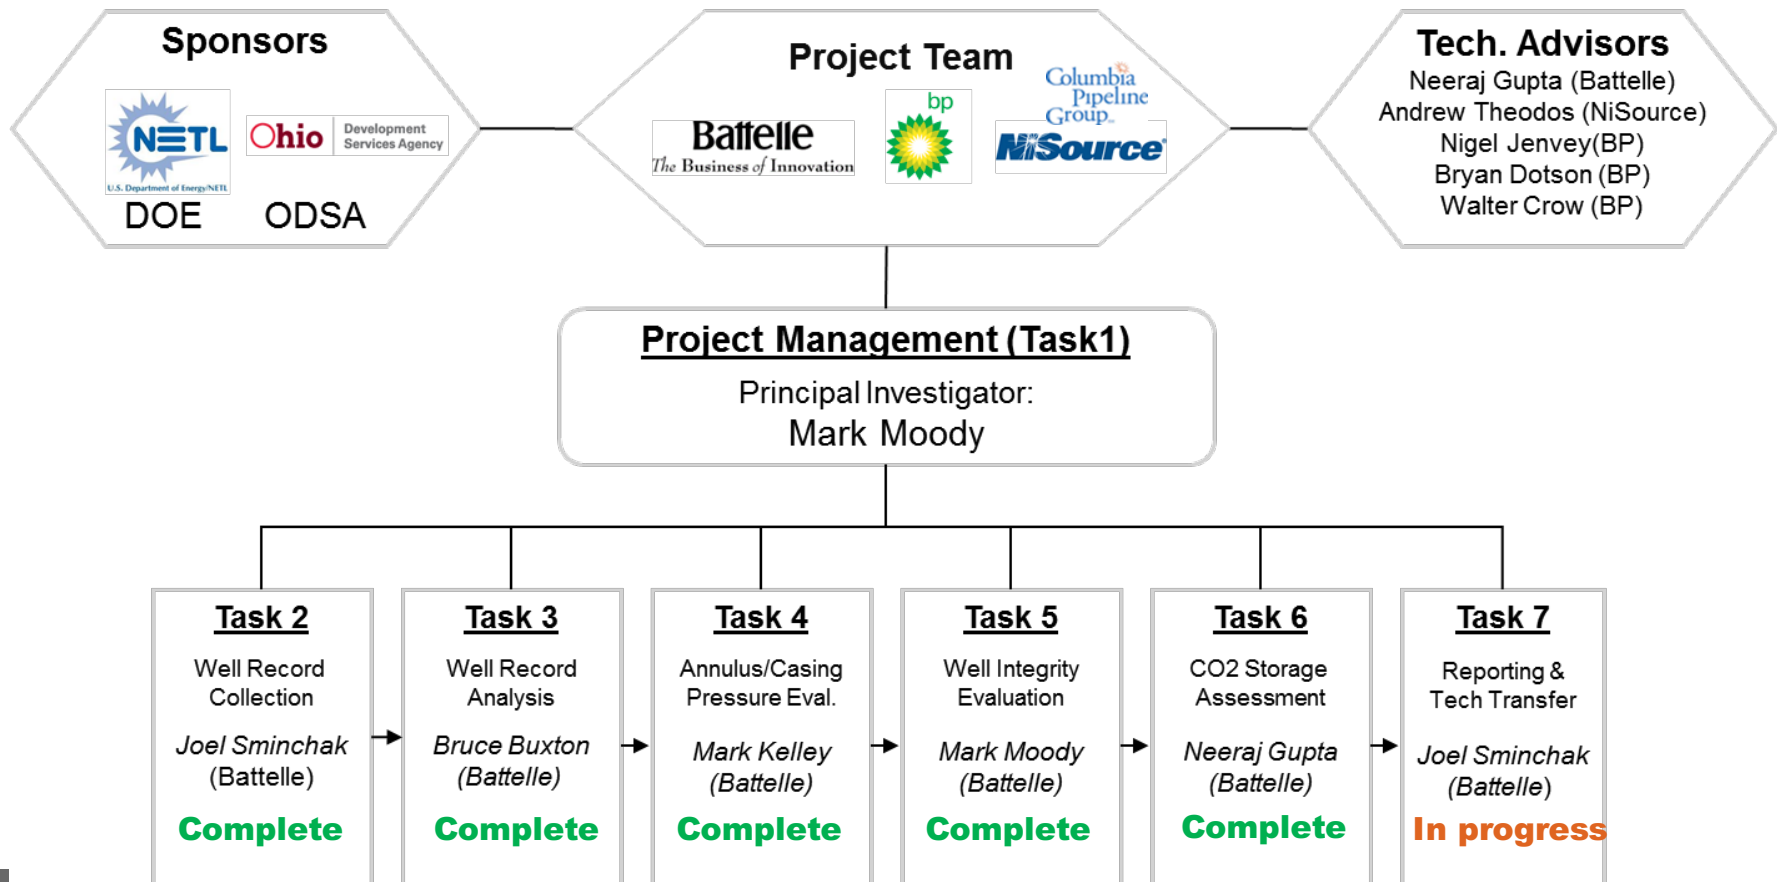 Sponsors
NETL
U.S. Department of Energy/NETL
Ohio
Development
Services Agency
DOE
ODSA
Project Team
Battelle
The Business of Innovation
bp
Columbia
Pipeline
Group
NiSource
Tech. Advisors
Neeraj Gupta (Battelle)
Andrew Theodos (NiSource)
Nigel Jenvey(BP)
Bryan Dotson (BP)
Walter Crow (BP)
Project Management (Task1)
Principal Investigator:
Mark Moody
Task 2
Well Record
Collection
Joel Sminchak
(Battelle)
Complete
Task 3
Well Record
Analysis
Bruce Buxton
(Battelle)
Complete
Task 4
Annulus/Casing
Pressure Eval.
Mark Kelley
(Battelle)
Complete
Task 5
Well Integrity
Evaluation
Mark Moody
(Battelle)
Complete
Task 6
CO2 Storage
Assessment
Neeraj Gupta
(Battelle)
Complete
Task 7
Reporting &
Tech Transfer
Joel Sminchak
(Battelle)
In progress